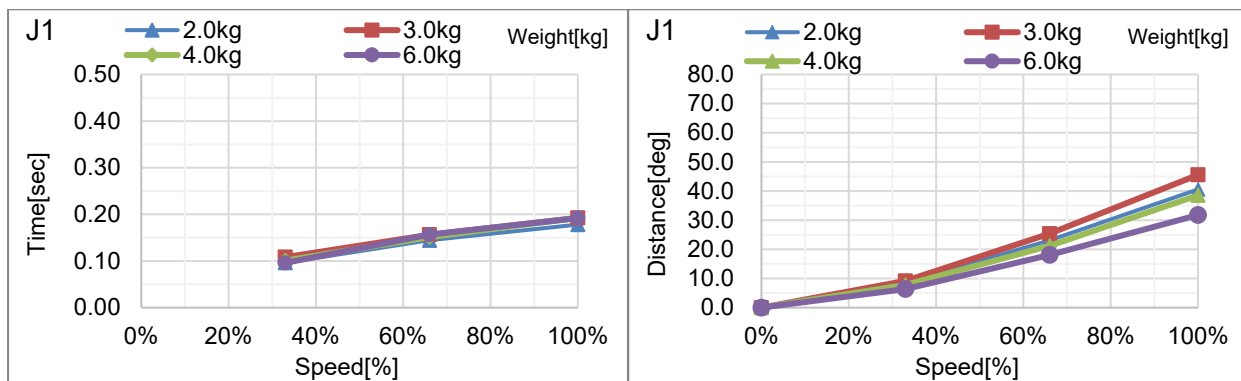 J1
2.0kg 3.0kg Weight[kg]
4.0kg 6.0kg
0.50
0.40
0.30
0.20
0.10
0.00
Time[sec]
0% 20% 40% 60% 80% 100%
Speed[%]
J1
2.0kg 3.0kg Weight[kg]
4.0kg 6.0kg
80.0
70.0
60.0
50.0
40.0
30.0
20.0
10.0
0.0
Distance[deg]
0% 20% 40% 60% 80% 100%
Speed[%]